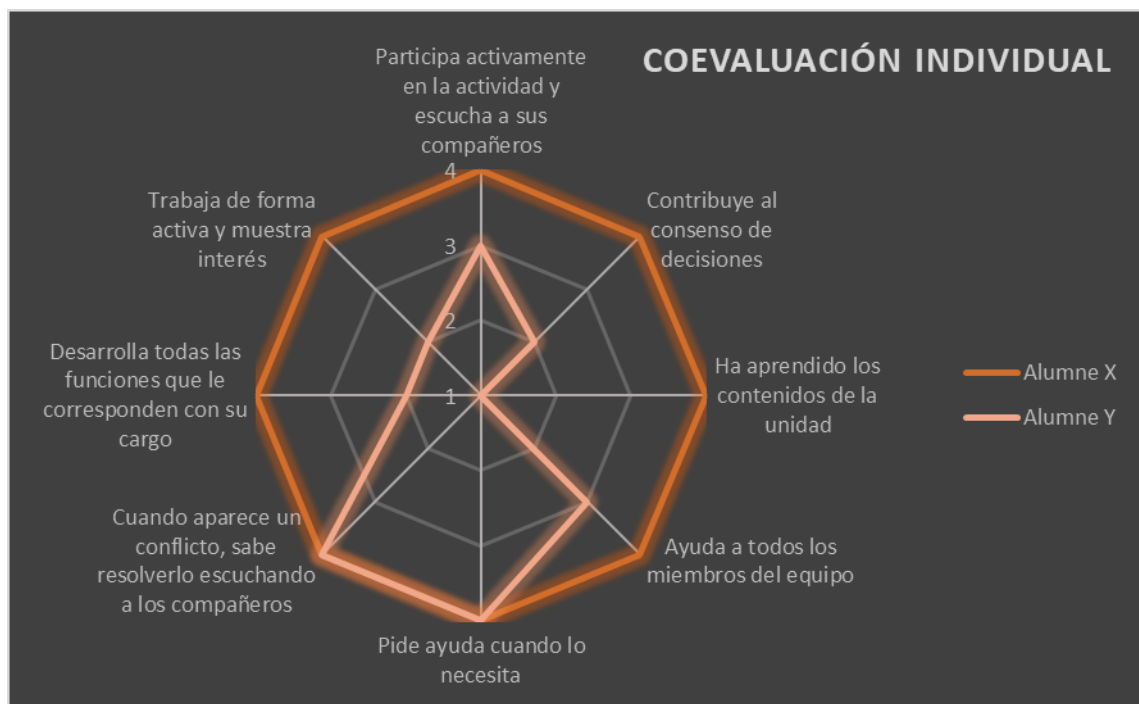 COEVALUACIÓN INDIVIDUAL
Participa activamente
en la actividad y
escucha a sus
compañeros
Contribuye al
consenso de
decisiones
Ha aprendido los
contenidos de la
unidad
Ayuda a todos los
miembros del equipo
Pide ayuda cuando lo
necesita
Cuando aparece un
conflicto, sabe
resolverlo escuchando
a los compañeros
Desarrolla todas las
funciones que le
corresponden con su
cargo
Trabaja de forma
activa y muestra
interés
4
3
2
1
Alumne X
Alumne Y